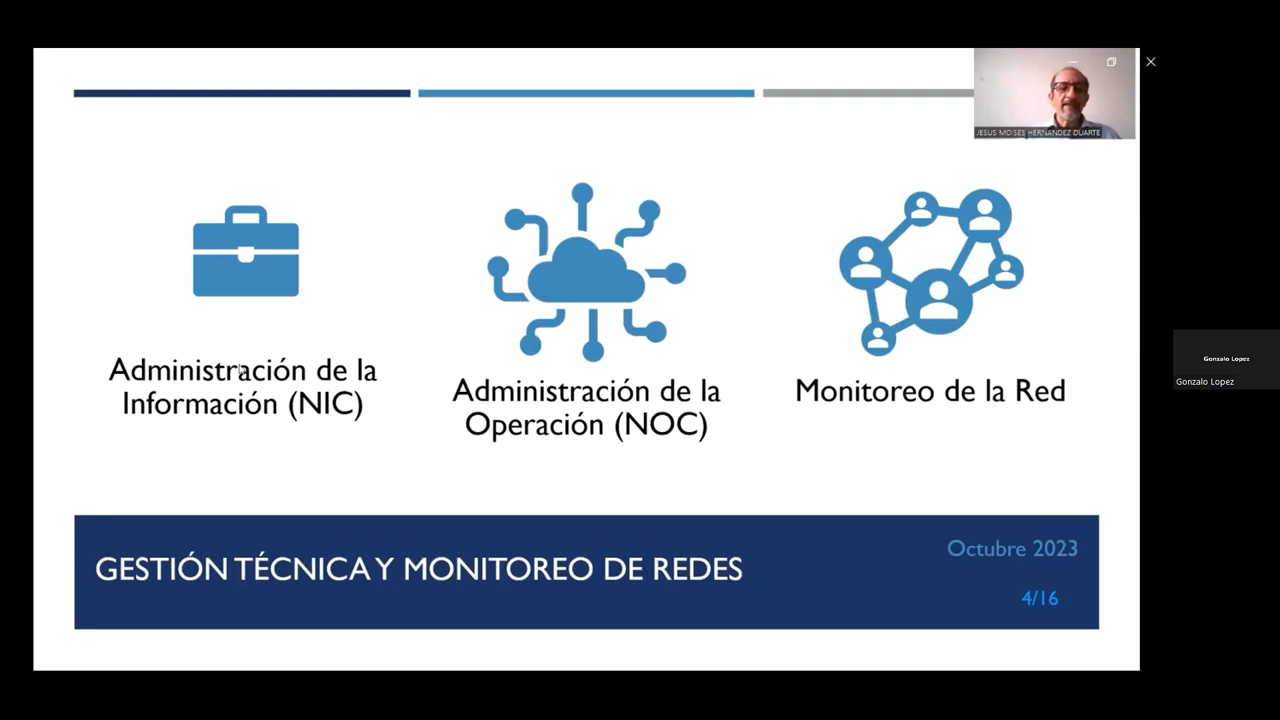 JESUS MOISES HERNANDEZ DUARTE
Administración de la
Información (NIC)
Administración de la
Operación (NOC)
Monitoreo de la Red
Gonzalo Lopez
Gonzalo Lopez
GESTIÓN TÉCNICA Y MONITOREO DE REDES
Octubre 2023
4/16